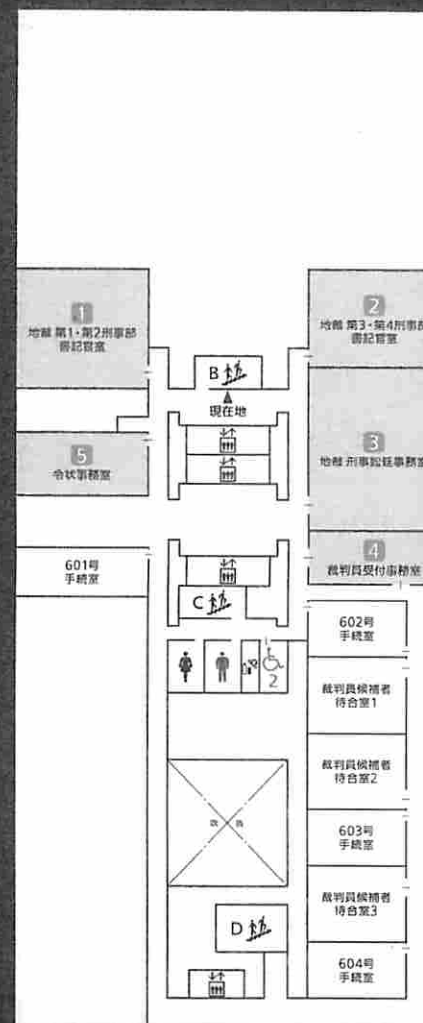 1
地裁 第1・第2刑事部
書記官室
2
地裁 第3・第4刑事部
書記官室
B
現在地
3
地裁 刑事訟廷事務室
5
令状事務室
4
裁判員受付事務室
601号
手続室
C
602号
手続室
2
裁判員候補者
待合室1
裁判員候補者
待合室2
吹 抜
603号
手続室
裁判員候補者
待合室3
D
604号
手続室